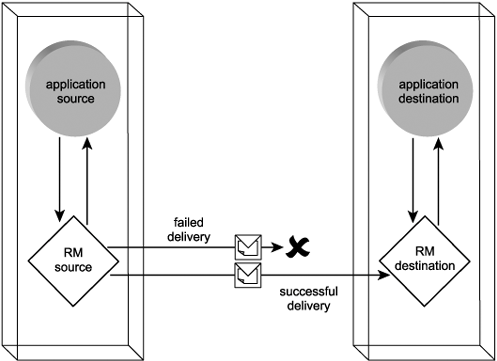 application
source
application
destination
failed
delivery
RM
source
RM
destination
successful
delivery